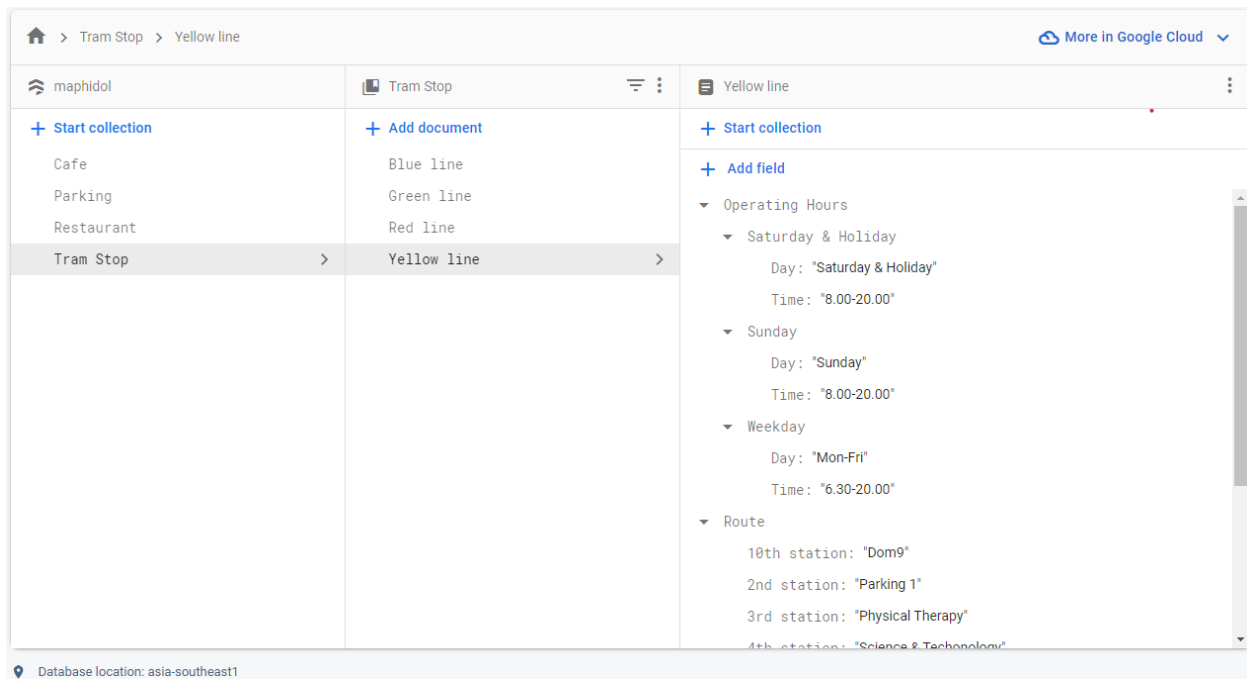 Tram Stop > Yellow line
More in Google Cloud
maphidol
Tram Stop
Yellow line
+ Start collection
Cafe
Parking
Restaurant
Tram Stop >
+ Add document
Blue line
Green line
Red line
Yellow line >
+ Start collection
+ Add field
Operating Hours
Saturday & Holiday
Day: "Saturday & Holiday"
Time: "8.00-20.00"
Sunday
Day: "Sunday"
Time: "8.00-20.00"
Weekday
Day: "Mon-Fri"
Time: "6.30-20.00"
Route
10th station: "Dom9"
2nd station: "Parking 1"
3rd station: "Physical Therapy"
4th station: "Science & Techonology"
Database location: asia-southeast1